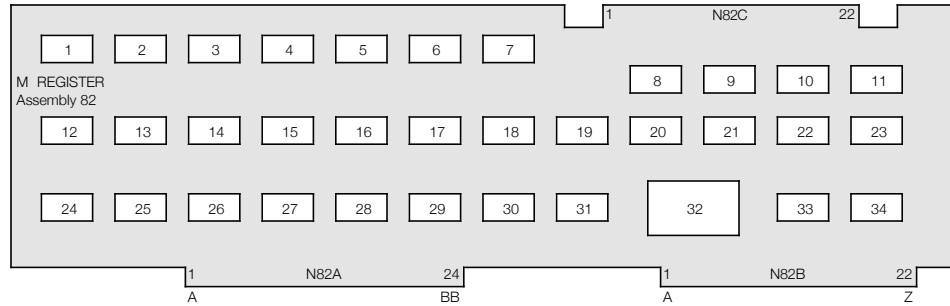 1 N82C 22
1 2 3 4 5 6 7
8 9 10 11
M REGISTER
Assembly 82
12 13 14 15 16 17 18 19 20 21 22 23
24 25 26 27 28 29 30 31 32 33 34
1 N82A 24 1 N82B 22
A BB A Z